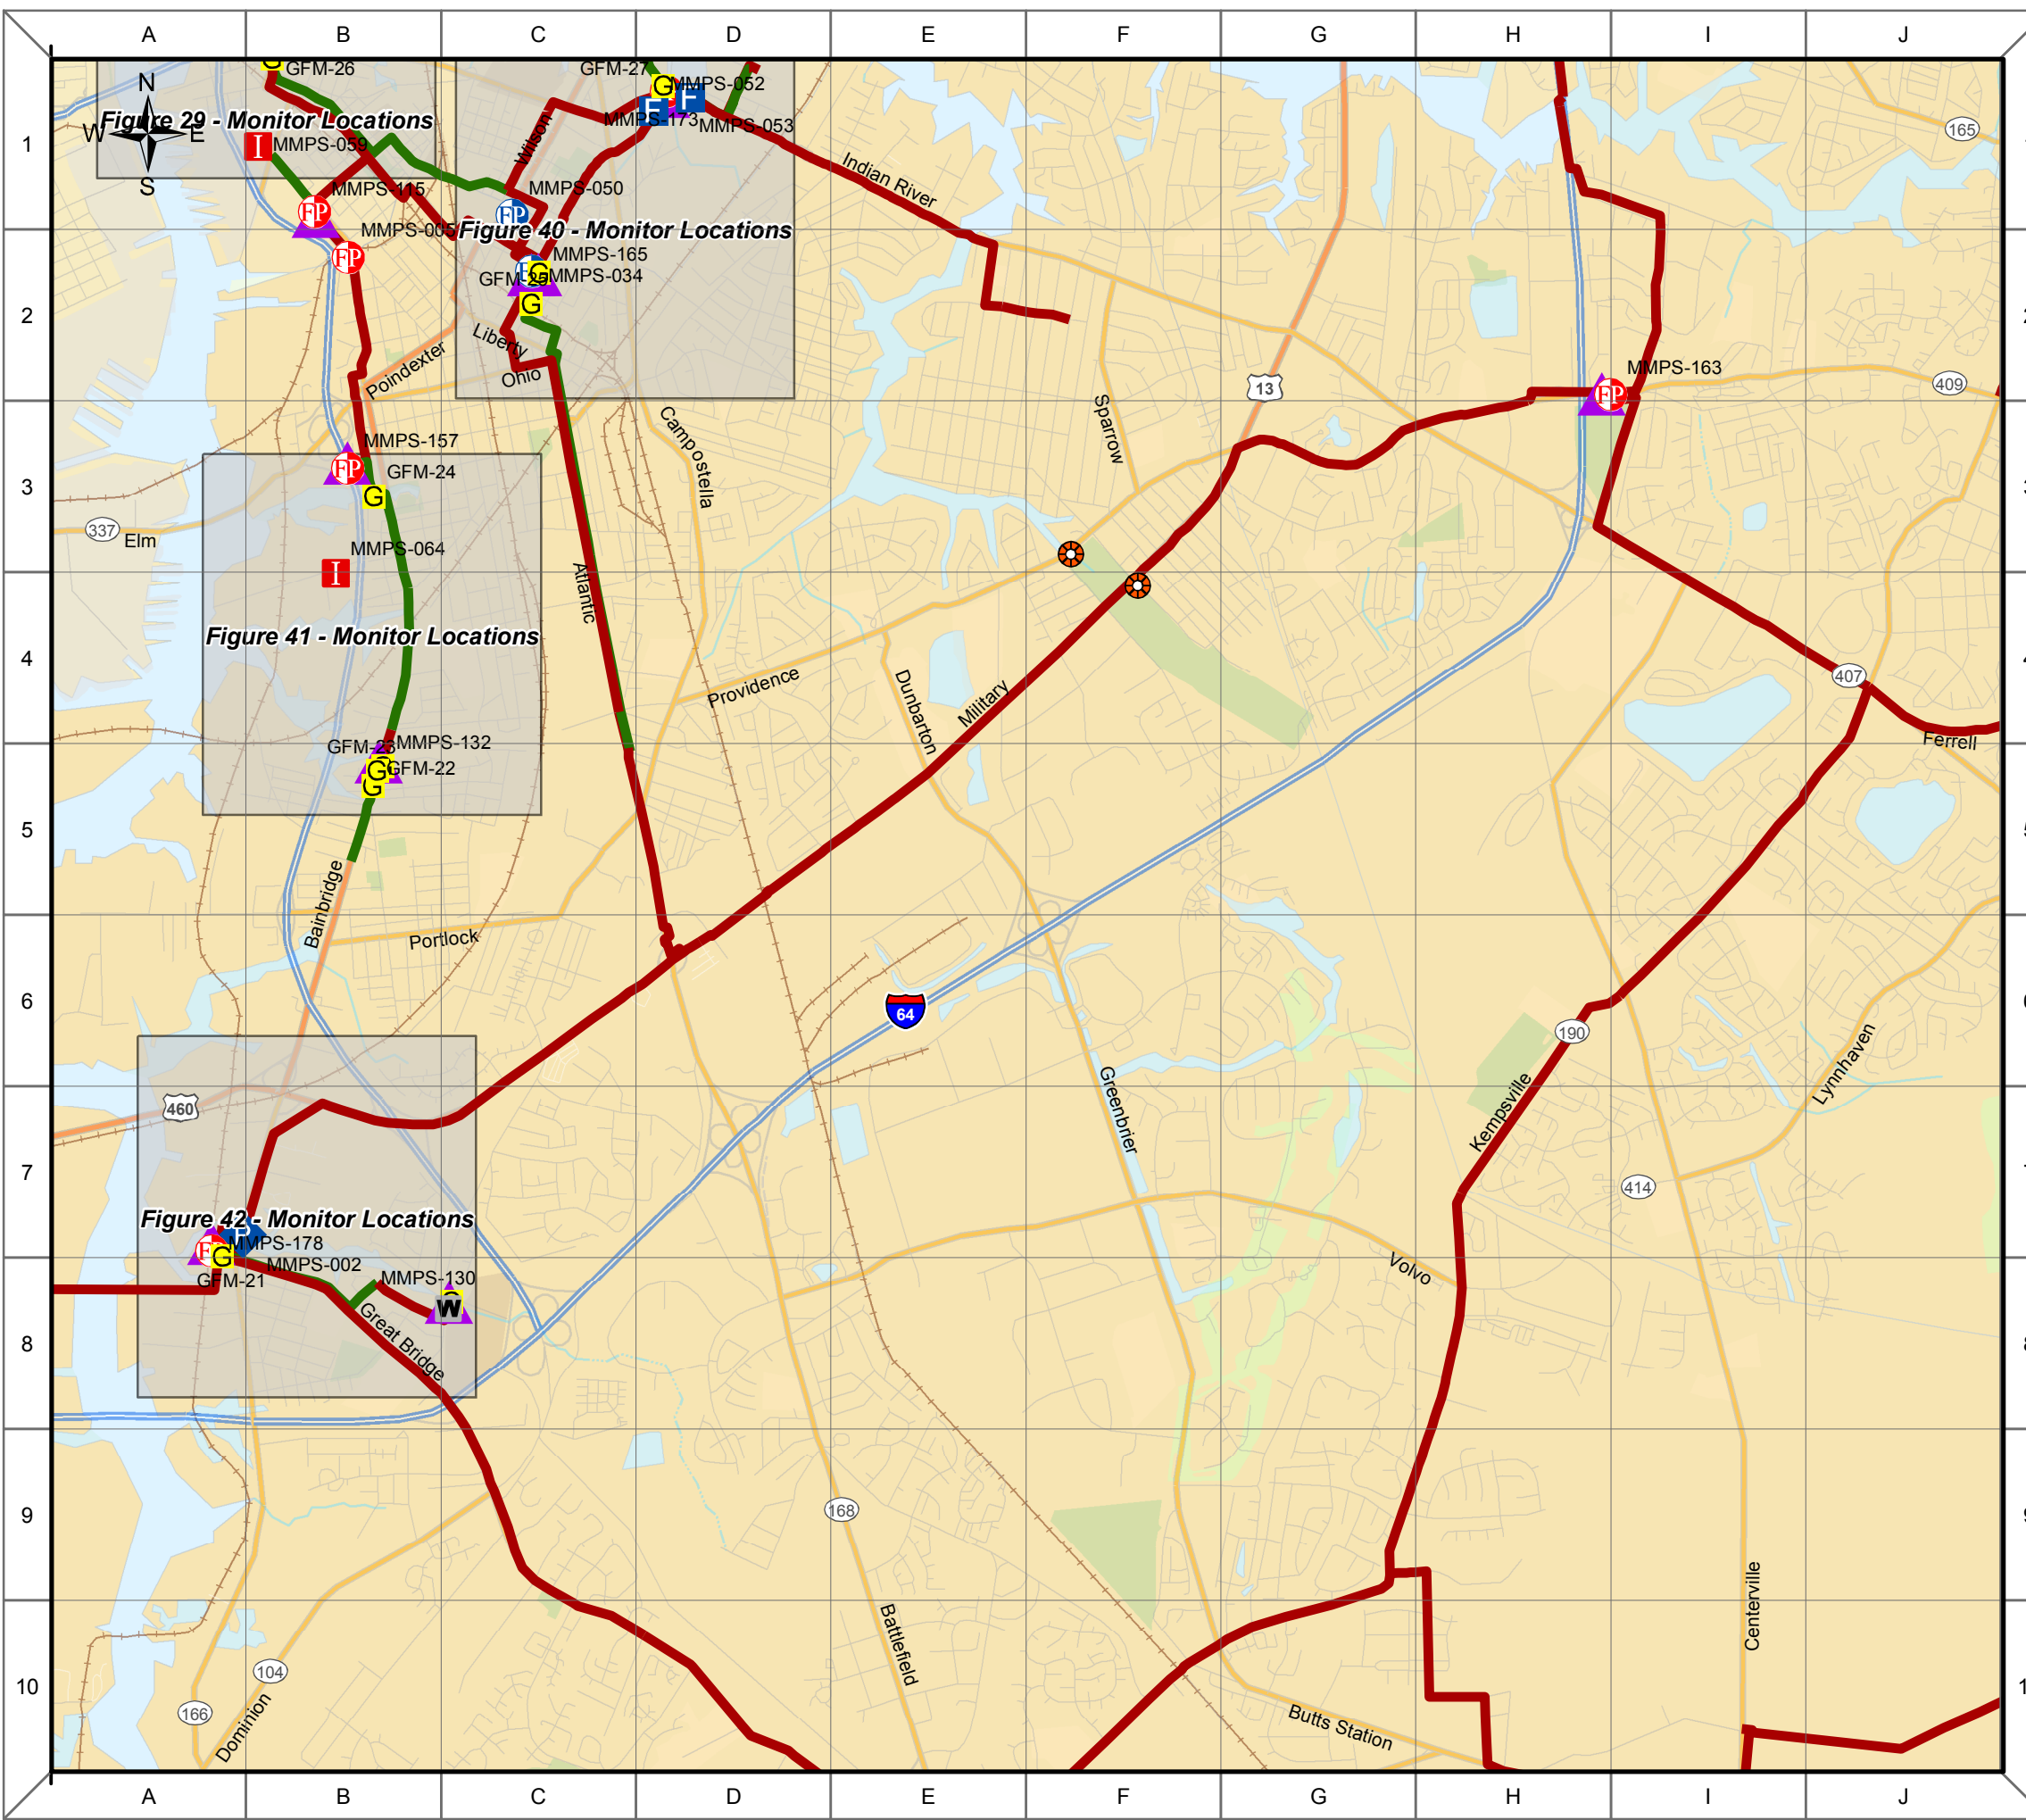 A B C D E F G H I J
GFM-26
GFM-27
MMPS-052
N
Figure 29 - Monitor Locations
W E
S
F F
MMPS-173
MMPS-053
165
1
I
MMPS-059
Wilson
Indian River
MMPS-115
MMPS-050
FP
FP
Figure 40 - Monitor Locations
FP
MMPS-165
MMPS-034
G
G
2
Liberty
Ohio
Poindexter
13
MMPS-163
FP
409
Sparrow
Campostella
MMPS-157
FP
GFM-24
G
3
337
Elm
MMPS-064
I
Atlantic
Figure 41 - Monitor Locations
4
Providence
Dunbarton
Military
407
Ferrell
MMPS-132
GFM-22
G
G
5
Bainbridge
Portlock
6
64
190
Greenbrier
Kempsville
Lynnhaven
460
7
414
Figure 42 - Monitor Locations
MMPS-178
G
MMPS-002
GFM-21
MMPS-130
W
Volvo
Great Bridge
8
9
168
Centerville
Battlefield
10
104
166
Dominion
Butts Station
A B C D E F G H I J